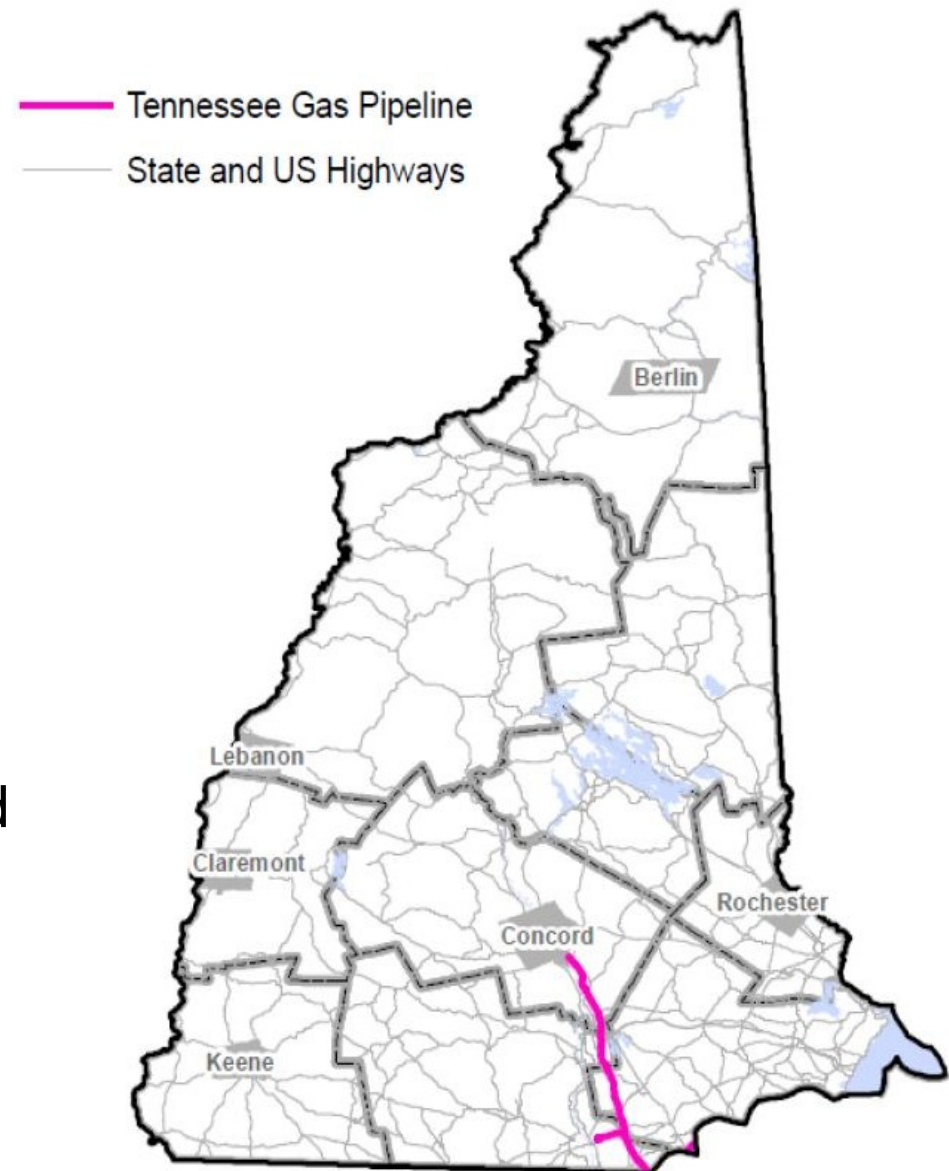 Tennessee Gas Pipeline
State and US Highways
Berlin
Lebanon
d
Claremont
Rochester
Concord
Keene